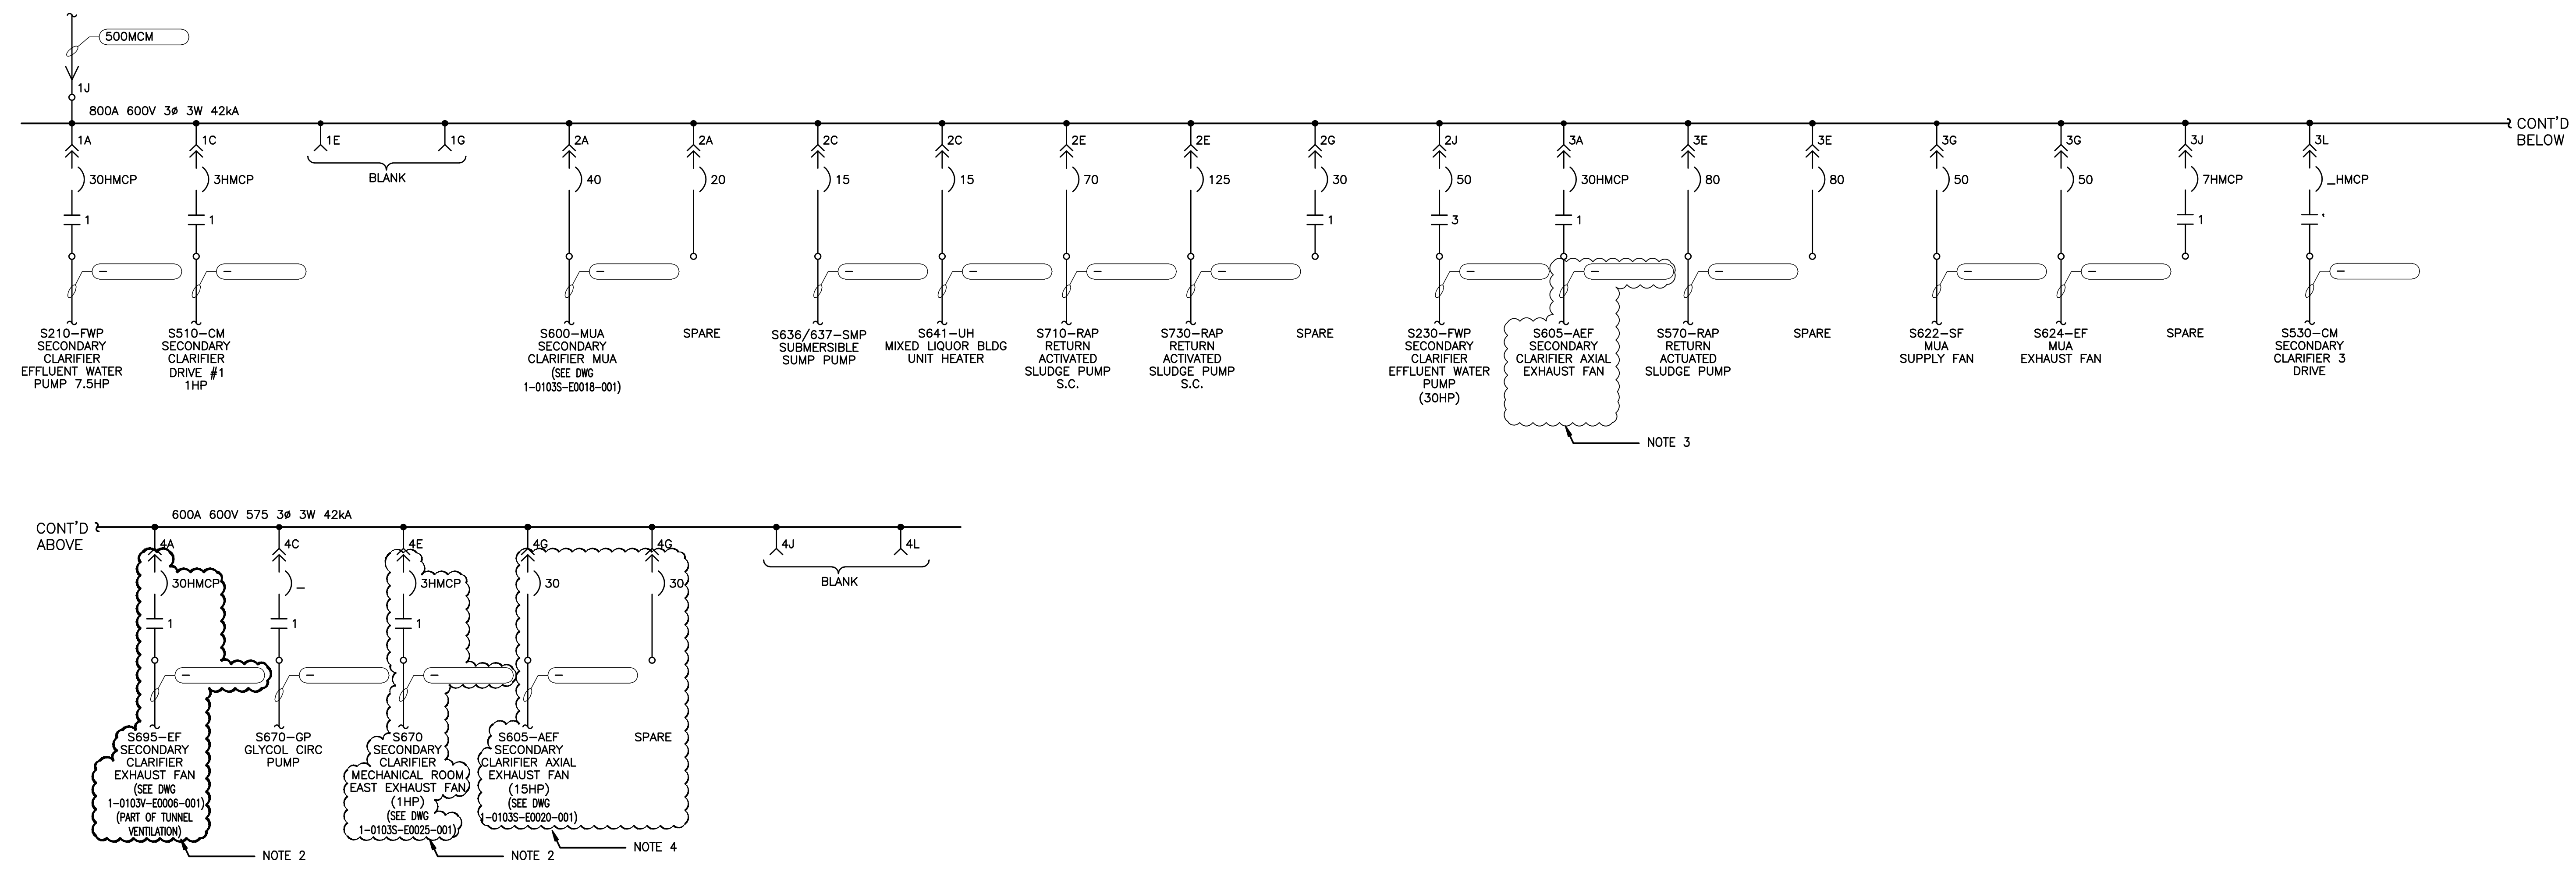 500MCM
1J
800A 600V 3ø 3W 42kA
CONT'D
BELOW
1A
30HMCP
1
–
S210-FWP
SECONDARY
CLARIFIER
EFFLUENT WATER
PUMP 7.5HP
1C
3HMCP
1
–
S510-CM
SECONDARY
CLARIFIER
DRIVE #1
1HP
1E
1G
BLANK
2A
40
–
S600-MUA
SECONDARY
CLARIFIER MUA
(SEE DWG
1-0103S-E0018-001)
2A
20
SPARE
2C
15
–
S636/637-SMP
SUBMERSIBLE
SUMP PUMP
2C
15
–
S641-UH
MIXED LIQUOR BLDG
UNIT HEATER
2E
70
–
S710-RAP
RETURN
ACTIVATED
SLUDGE PUMP
S.C.
2E
125
–
S730-RAP
RETURN
ACTIVATED
SLUDGE PUMP
S.C.
2G
30
1
SPARE
2J
50
3
–
S230-FWP
SECONDARY
CLARIFIER
EFFLUENT WATER
PUMP
(30HP)
3A
30HMCP
1
–
S605-AEF
SECONDARY
CLARIFIER AXIAL
EXHAUST FAN
NOTE 3
3E
80
–
S570-RAP
RETURN
ACTUATED
SLUDGE PUMP
3E
80
SPARE
3G
50
–
S622-SF
MUA
SUPPLY FAN
3G
50
–
S624-EF
MUA
EXHAUST FAN
3J
7HMCP
1
SPARE
3L
_HMCP
–
S530-CM
SECONDARY
CLARIFIER 3
DRIVE
CONT'D
ABOVE
600A 600V 575 3ø 3W 42kA
4A
30HMCP
1
–
S695-EF
SECONDARY
CLARIFIER
EXHAUST FAN
(SEE DWG
1-0103V-E0006-001)
(PART OF TUNNEL
VENTILATION)
NOTE 2
4C
_
1
–
S670-GP
GLYCOL CIRC
PUMP
4E
3HMCP
1
–
S670
SECONDARY
CLARIFIER
MECHANICAL ROOM
EAST EXHAUST FAN
(1HP)
(SEE DWG
1-0103S-E0025-001)
NOTE 2
4G
30
–
S605-AEF
SECONDARY
CLARIFIER AXIAL
EXHAUST FAN
(15HP)
(SEE DWG
1-0103S-E0020-001)
NOTE 4
4G
30
SPARE
4J
4L
BLANK